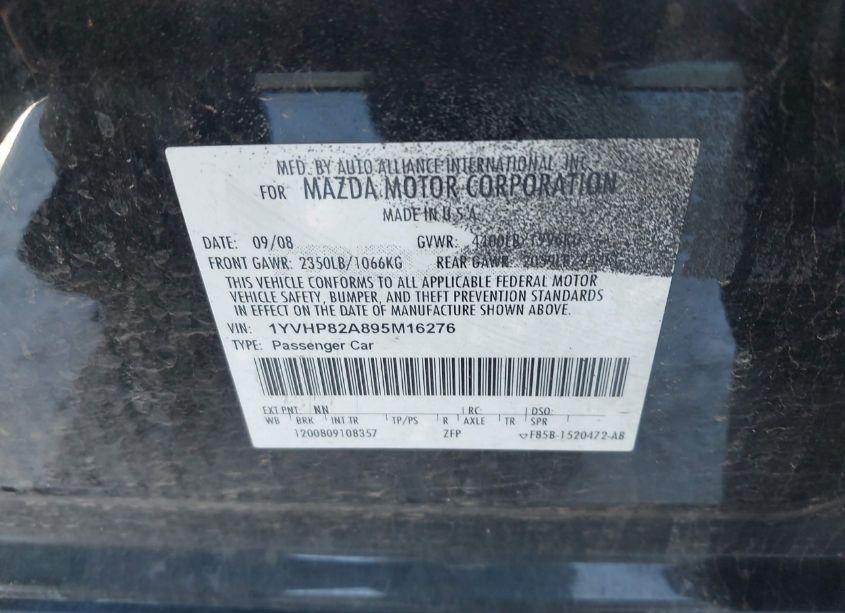 MFD. BY AUTO ALLIANCE INTERNATIONAL, INC.
FOR MAZDA MOTOR CORPORATION
MADE IN U.S.A.
DATE: 09/08 GVWR: 4400LB/1996KG
FRONT GAWR: 2350LB/1066KG REAR GAWR:
THIS VEHICLE CONFORMS TO ALL APPLICABLE FEDERAL MOTOR
VEHICLE SAFETY, BUMPER, AND THEFT PREVENTION STANDARDS
IN EFFECT ON THE DATE OF MANUFACTURE SHOWN ABOVE.
VIN: 1YVHP82A895M16276
TYPE: Passenger Car
EXT PNT: NN RC: DSO:
WB BRK INT TR TP/PS R AXLE TR SPR
1200809108357 ZFP F85B-1520472-AB